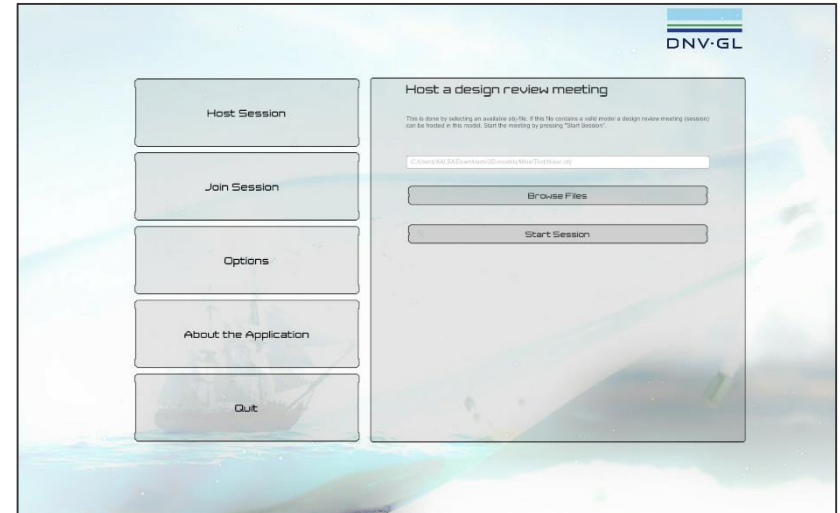 DNV·GL
Host Session
Join Session
Options
About the Application
Quit
Host a design review meeting
This is done by selecting an available obj-file. If this file contains a valid model a design review meeting (session)
can be hosted in this model. Start the meeting by pressing "Start Session".
Browse Files
Start Session